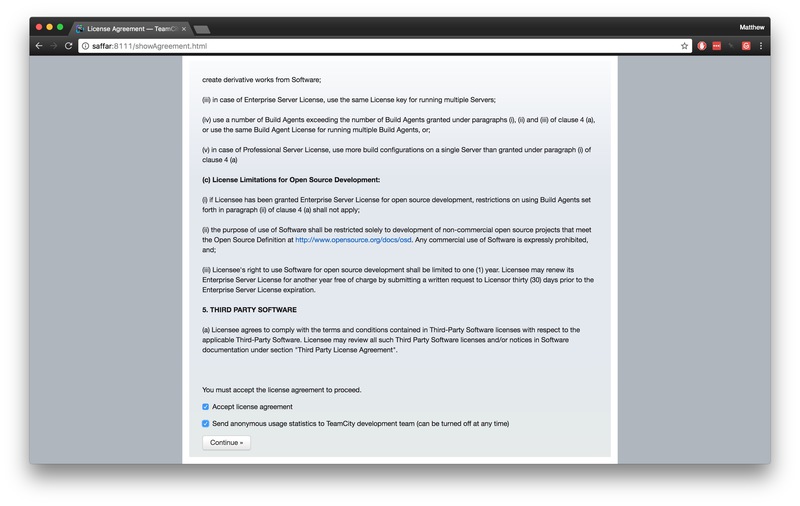 License Agreement — TeamCi
Matthew
saffar:8111/showAgreement.html
create derivative works from Software;
(iii) in case of Enterprise Server License, use the same License key for running multiple Servers;
(iv) use a number of Build Agents exceeding the number of Build Agents granted under paragraphs (i), (ii) and (iii) of clause 4 (a),
or use the same Build Agent License for running multiple Build Agents, or;
(v) in case of Professional Server License, use more build configurations on a single Server than granted under paragraph (i) of
clause 4 (a)
(c) License Limitations for Open Source Development:
(i) if Licensee has been granted Enterprise Server License for open source development, restrictions on using Build Agents set
forth in paragraph (ii) of clause 4 (a) shall not apply;
(ii) the purpose of use of Software shall be restricted solely to development of non-commercial open source projects that meet
the Open Source Definition at http://www.opensource.org/docs/osd. Any commercial use of Software is expressly prohibited,
and;
(iii) Licensee's right to use Software for open source development shall be limited to one (1) year. Licensee may renew its
Enterprise Server License for another year free of charge by submitting a written request to Licensor thirty (30) days prior to the
Enterprise Server License expiration.
5. THIRD PARTY SOFTWARE
(a) Licensee agrees to comply with the terms and conditions contained in Third-Party Software licenses with respect to the
applicable Third-Party Software. Licensee may review all such Third Party Software licenses and/or notices in Software
documentation under section "Third Party License Agreement".
You must accept the license agreement to proceed.
Accept license agreement
Send anonymous usage statistics to TeamCity development team (can be turned off at any time)
Continue »